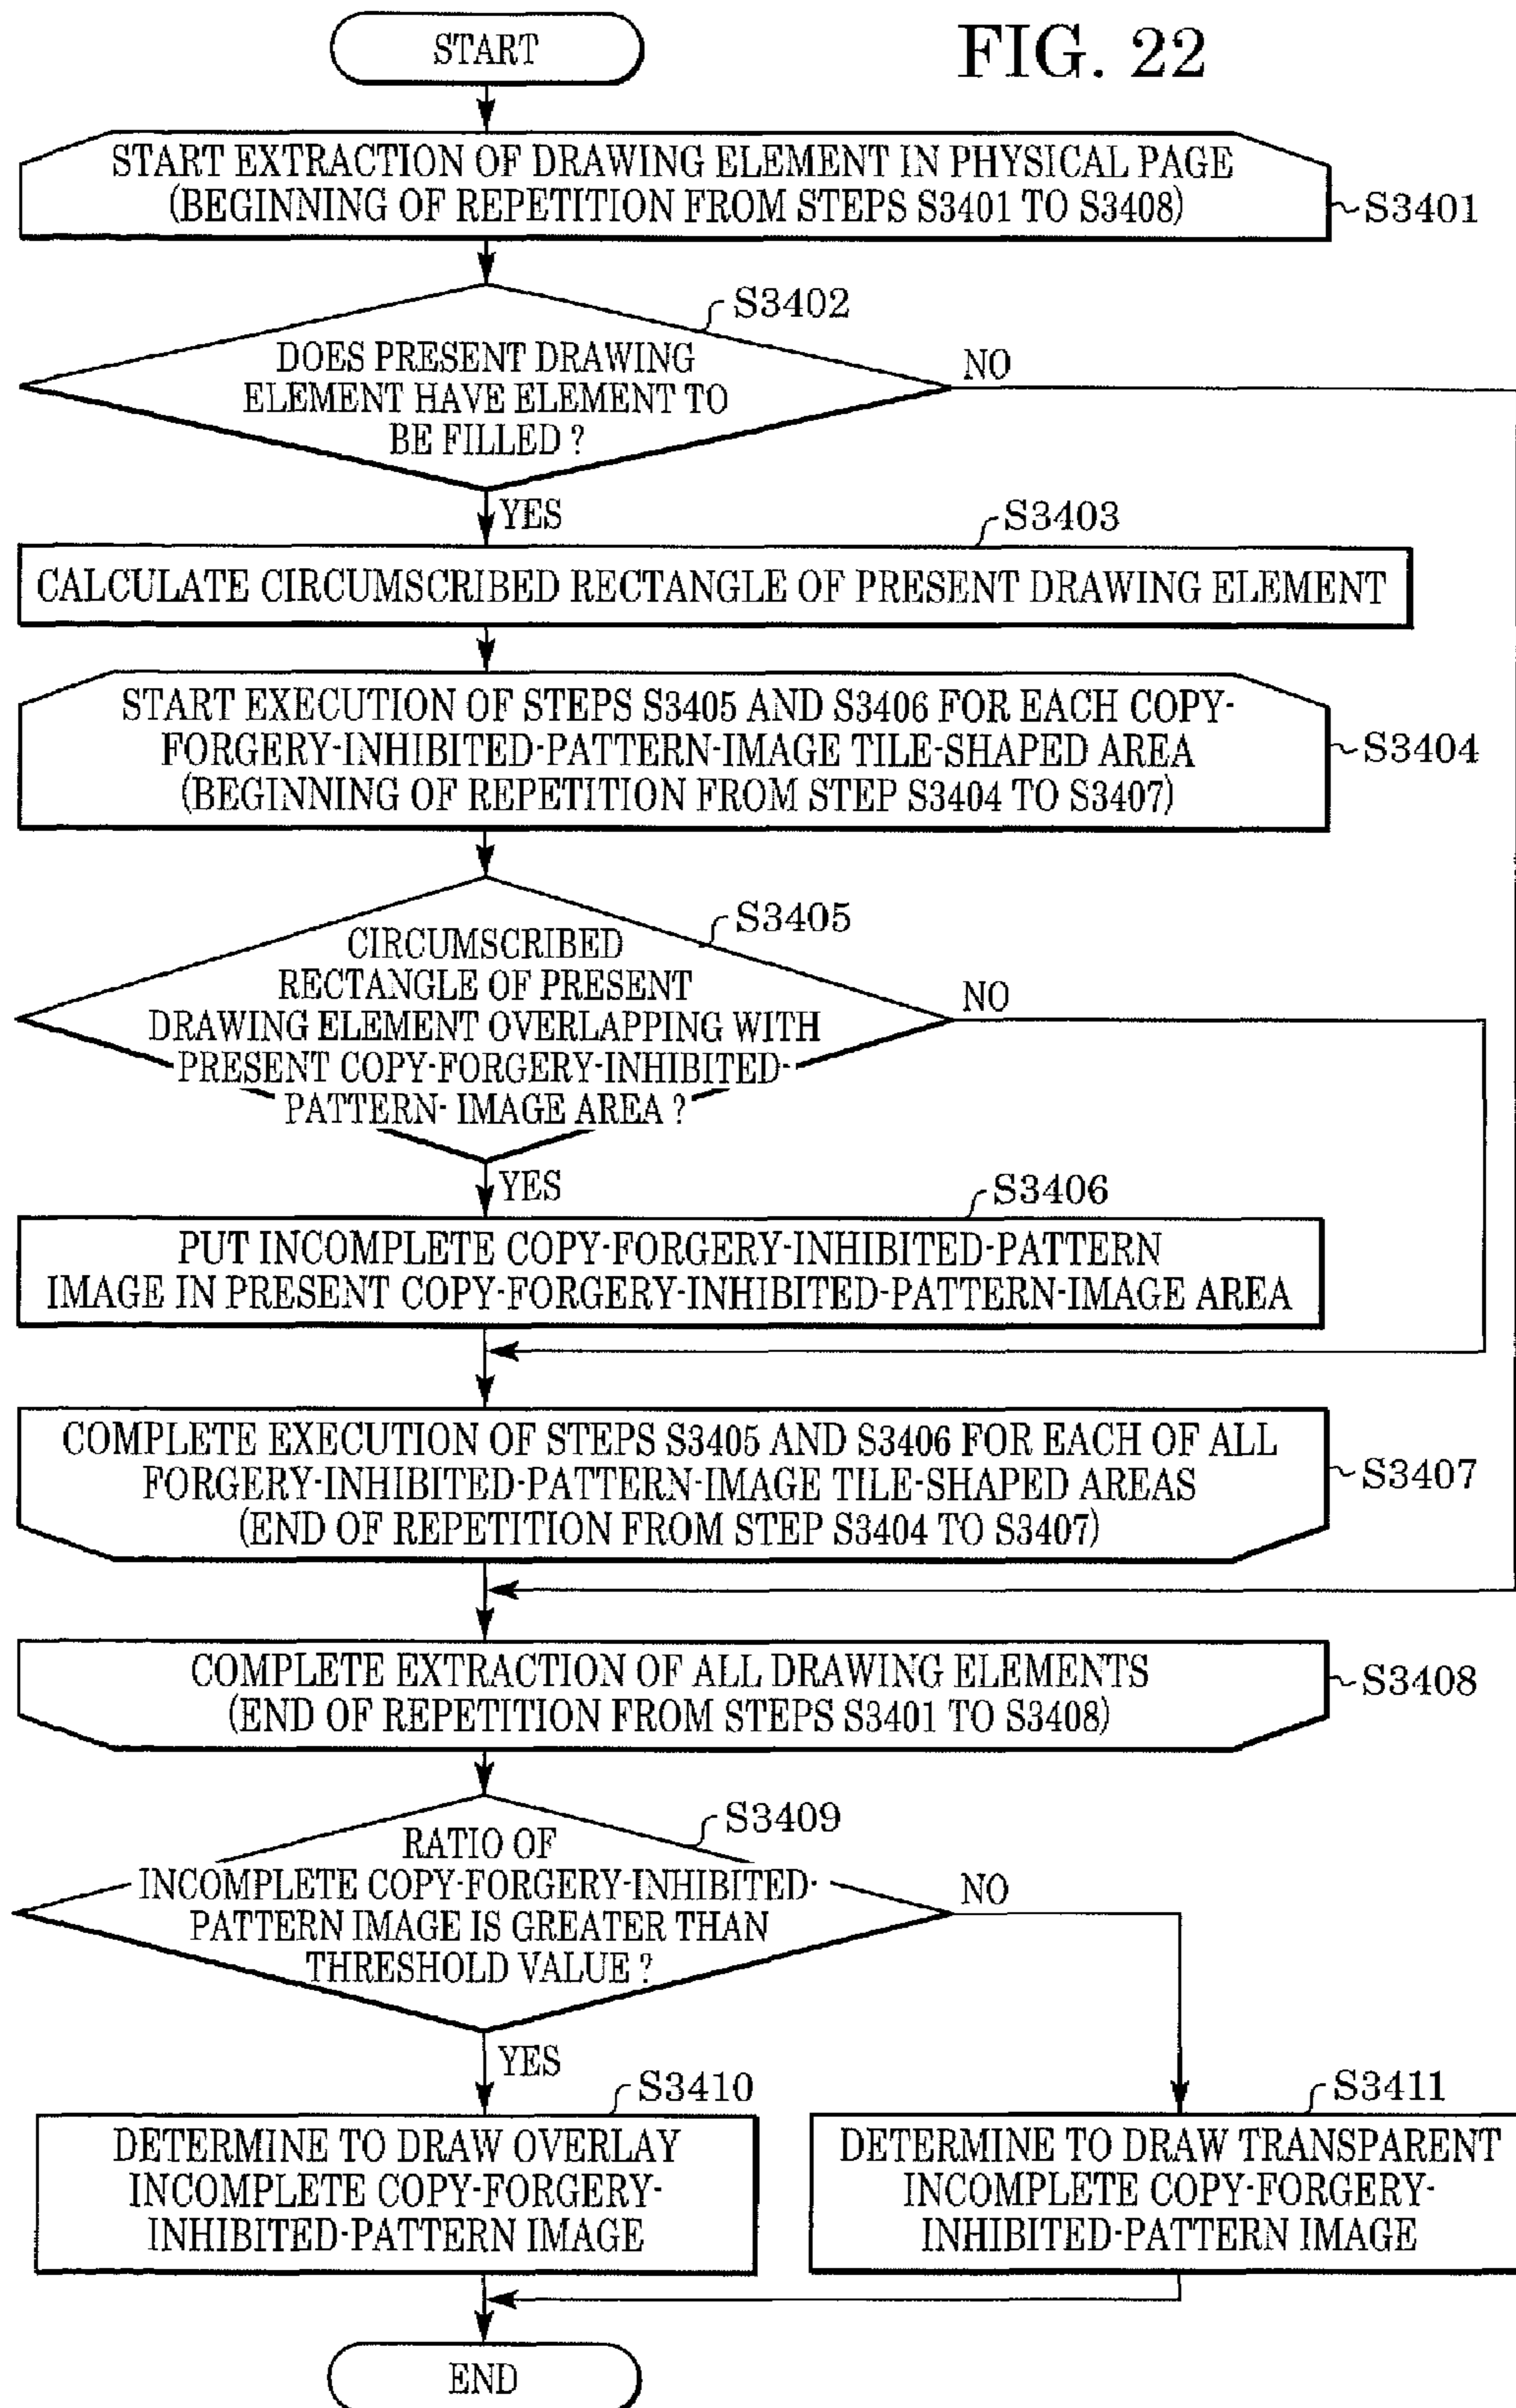 FIG. 22
START
START EXTRACTION OF DRAWING ELEMENT IN PHYSICAL PAGE
(BEGINNING OF REPETITION FROM STEPS S3401 TO S3408)
S3401
S3402
DOES PRESENT DRAWING
ELEMENT HAVE ELEMENT TO
BE FILLED ?
NO
YES
S3403
CALCULATE CIRCUMSCRIBED RECTANGLE OF PRESENT DRAWING ELEMENT
START EXECUTION OF STEPS S3405 AND S3406 FOR EACH COPY-
FORGERY-INHIBITED-PATTERN-IMAGE TILE-SHAPED AREA
(BEGINNING OF REPETITION FROM STEP S3404 TO S3407)
S3404
S3405
CIRCUMSCRIBED
RECTANGLE OF PRESENT
DRAWING ELEMENT OVERLAPPING WITH
PRESENT COPY-FORGERY-INHIBITED-
PATTERN- IMAGE AREA ?
NO
YES
S3406
PUT INCOMPLETE COPY-FORGERY-INHIBITED-PATTERN
IMAGE IN PRESENT COPY-FORGERY-INHIBITED-PATTERN-IMAGE AREA
COMPLETE EXECUTION OF STEPS S3405 AND S3406 FOR EACH OF ALL
FORGERY-INHIBITED-PATTERN-IMAGE TILE-SHAPED AREAS
(END OF REPETITION FROM STEP S3404 TO S3407)
S3407
COMPLETE EXTRACTION OF ALL DRAWING ELEMENTS
(END OF REPETITION FROM STEPS S3401 TO S3408)
S3408
S3409
RATIO OF
INCOMPLETE COPY-FORGERY-INHIBITED-
PATTERN IMAGE IS GREATER THAN
THRESHOLD VALUE ?
NO
YES
S3410
DETERMINE TO DRAW OVERLAY
INCOMPLETE COPY-FORGERY-
INHIBITED-PATTERN IMAGE
S3411
DETERMINE TO DRAW TRANSPARENT
INCOMPLETE COPY-FORGERY-
INHIBITED-PATTERN IMAGE
END